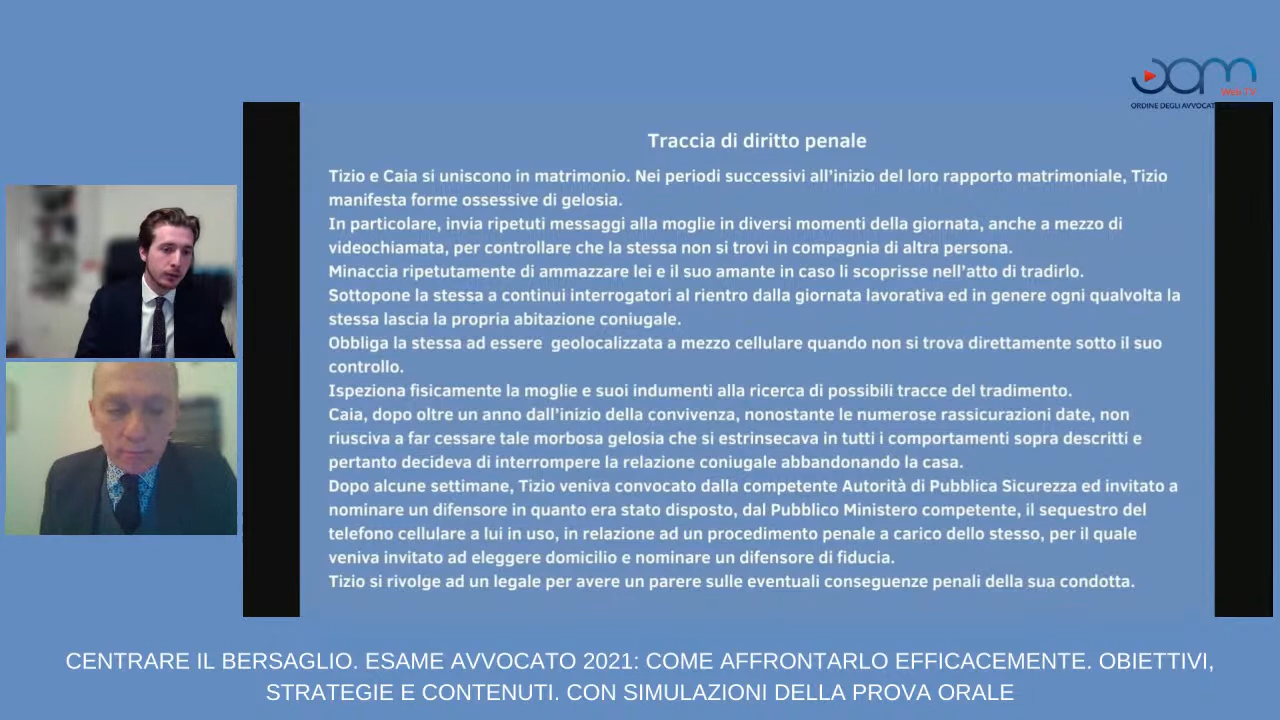 oam
Web TV
ORDINE DEGLI AVVOCAT
Traccia di diritto penale
Tizio e Caia si uniscono in matrimonio. Nei periodi successivi all'inizio del loro rapporto matrimoniale, Tizio
manifesta forme ossessive di gelosia.
In particolare, invia ripetuti messaggi alla moglie in diversi momenti della giornata, anche a mezzo di
videochiamata, per controllare che la stessa non si trovi in compagnia di altra persona.
Minaccia ripetutamente di ammazzare lei e il suo amante in caso li scoprisse nell'atto di tradirlo.
Sottopone la stessa a continui interrogatori al rientro dalla giornata lavorativa ed in genere ogni qualvolta la
stessa lascia la propria abitazione coniugale.
Obbliga la stessa ad essere geolocalizzata a mezzo cellulare quando non si trova direttamente sotto il suo
controllo.
Ispeziona fisicamente la moglie e suoi indumenti alla ricerca di possibili tracce del tradimento.
Caia, dopo oltre un anno dall'inizio della convivenza, nonostante le numerose rassicurazioni date, non
riusciva a far cessare tale morbosa gelosia che si estrinsecava in tutti i comportamenti sopra descritti e
pertanto decideva di interrompere la relazione coniugale abbandonando la casa.
Dopo alcune settimane, Tizio veniva convocato dalla competente Autorità di Pubblica Sicurezza ed invitato a
nominare un difensore in quanto era stato disposto, dal Pubblico Ministero competente, il sequestro del
telefono cellulare a lui in uso, in relazione ad un procedimento penale a carico dello stesso, per il quale
veniva invitato ad eleggere domicilio e nominare un difensore di fiducia.
Tizio si rivolge ad un legale per avere un parere sulle eventuali conseguenze penali della sua condotta.
CENTRARE IL BERSAGLIO. ESAME AVVOCATO 2021: COME AFFRONTARLO EFFICACEMENTE. OBIETTIVI,
STRATEGIE E CONTENUTI. CON SIMULAZIONI DELLA PROVA ORALE